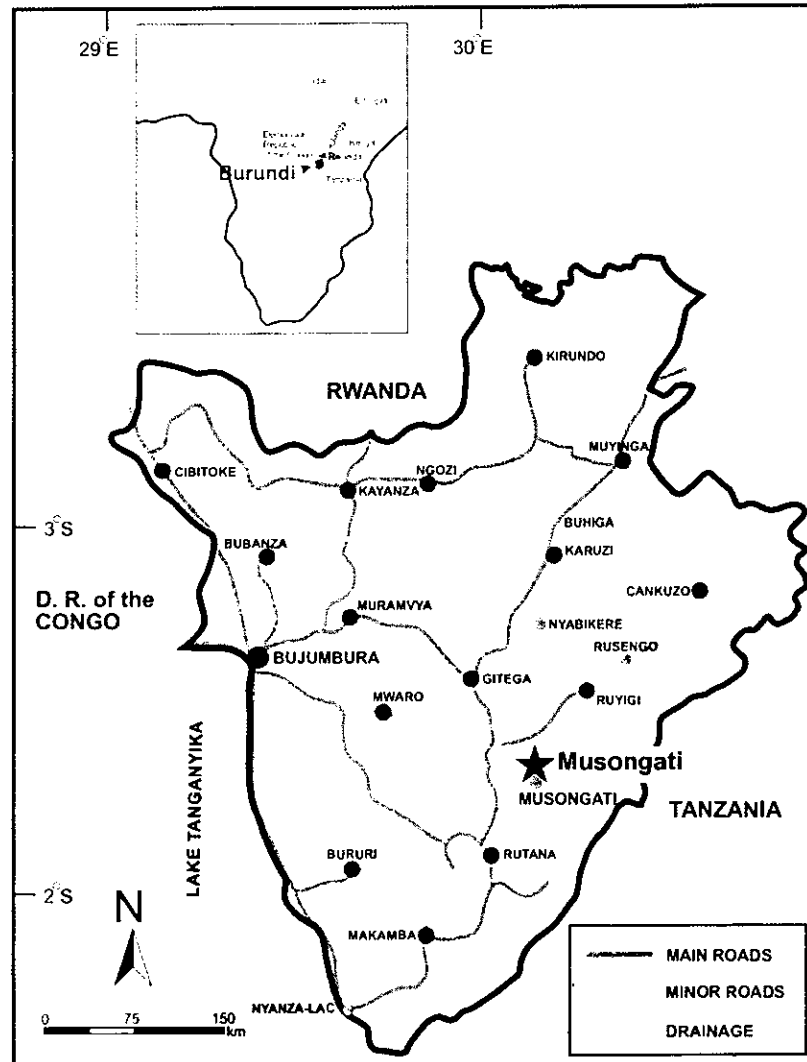 29°E
30°E
Burundi
Tanzania
KIRUNDO
RWANDA
MUYINGA
NGOZI
CIBITOKE
KAYANZA
3°S
BUHIGA
BUBANZA
KARUZI
CANKUZO
D. R. of the
CONGO
MURAMVYA
NYABIKERE
RUSENGO
BUJUMBURA
GITEGA
RUYIGI
MWARO
Musongati
MUSONGATI
TANZANIA
LAKE TANGANYIKA
BURURI
RUTANA
2°S
N
MAKAMBA
MAIN ROADS
MINOR ROADS
DRAINAGE
NYANZA-LAC
0 75 150
km